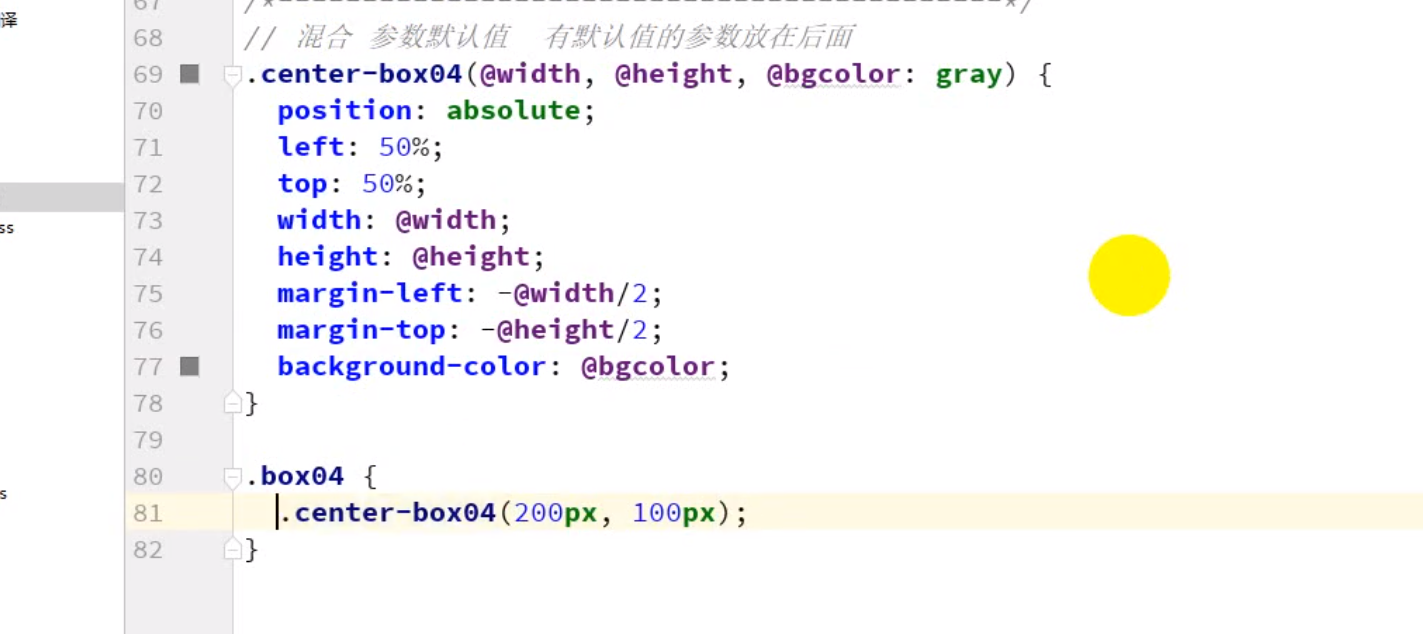 译
ss
s
67 /*-------------------------------------------*/
68 // 混合 参数默认值 有默认值的参数放在后面
69 .center-box04(@width, @height, @bgcolor: gray) {
70 position: absolute;
71 left: 50%;
72 top: 50%;
73 width: @width;
74 height: @height;
75 margin-left: -@width/2;
76 margin-top: -@height/2;
77 background-color: @bgcolor;
78 }
79
80 .box04 {
81 .center-box04(200px, 100px);
82 }